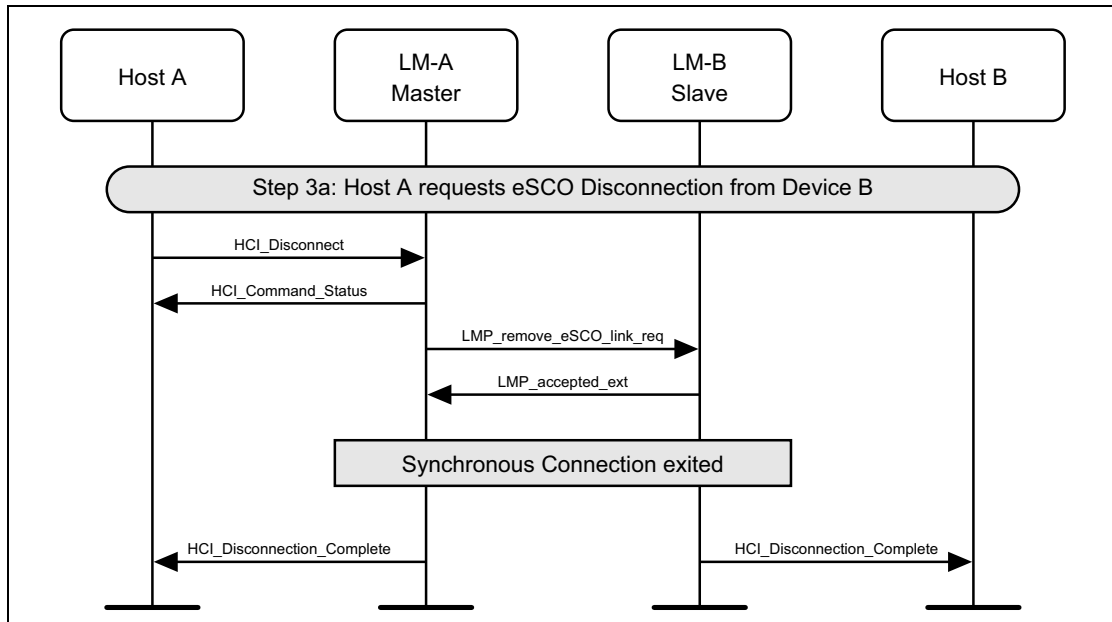 Host A
LM-A
Master
LM-B
Slave
Host B
Step 3a: Host A requests eSCO Disconnection from Device B
HCI_Disconnect
HCI_Command_Status
LMP_remove_eSCO_link_req
LMP_accepted_ext
Synchronous Connection exited
HCI_Disconnection_Complete
HCI_Disconnection_Complete